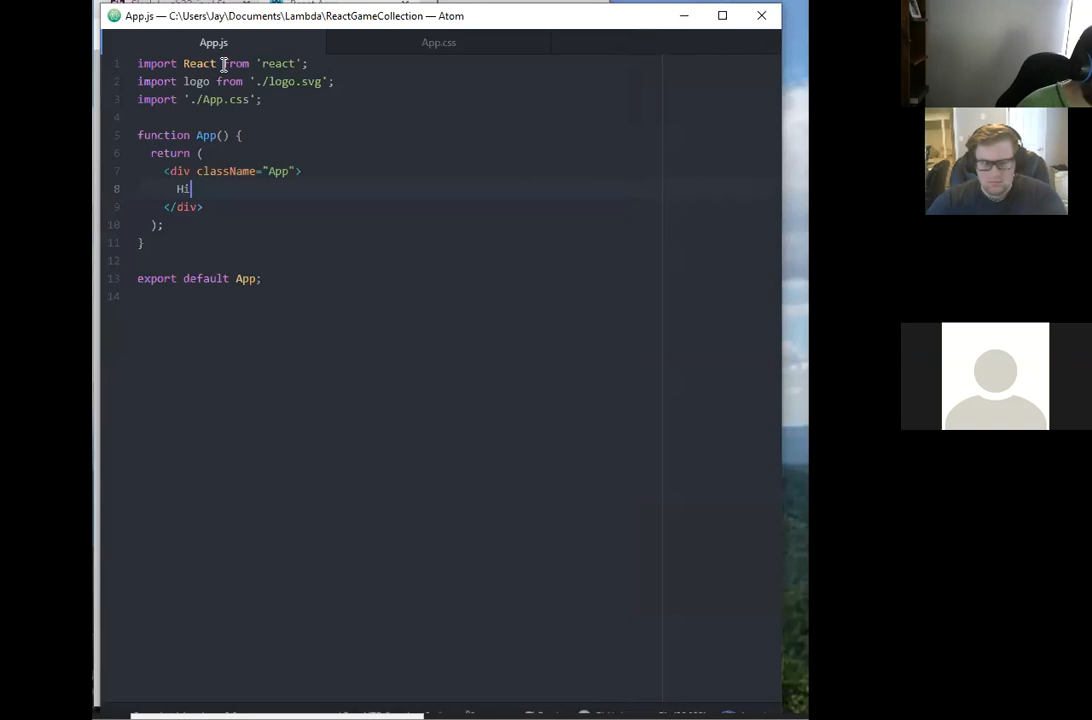 App.js — C:\Users\Jay\Documents\Lambda\ReactGameCollection — Atom
App.js
App.css
1 import React from 'react';
2 import logo from './logo.svg';
3 import './App.css';
4
5 function App() {
6 return (
7 <div className="App">
8 Hi
9 </div>
10 );
11 }
12
13 export default App;
14